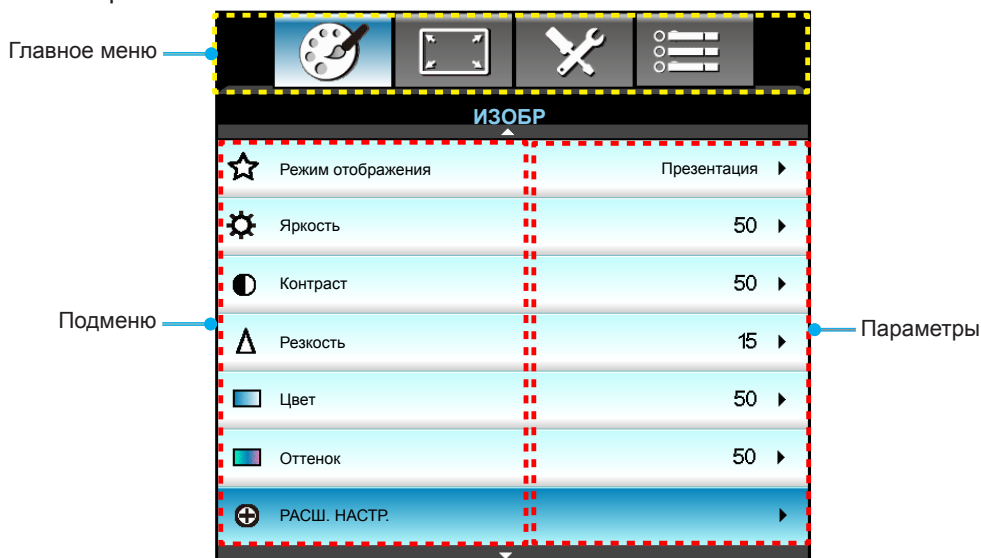 Главное меню
ИЗОБР
Режим отображения Презентация
Яркость 50
Контраст 50
Подменю
Резкость 15
Параметры
Цвет 50
Оттенок 50
РАСШ. НАСТР.